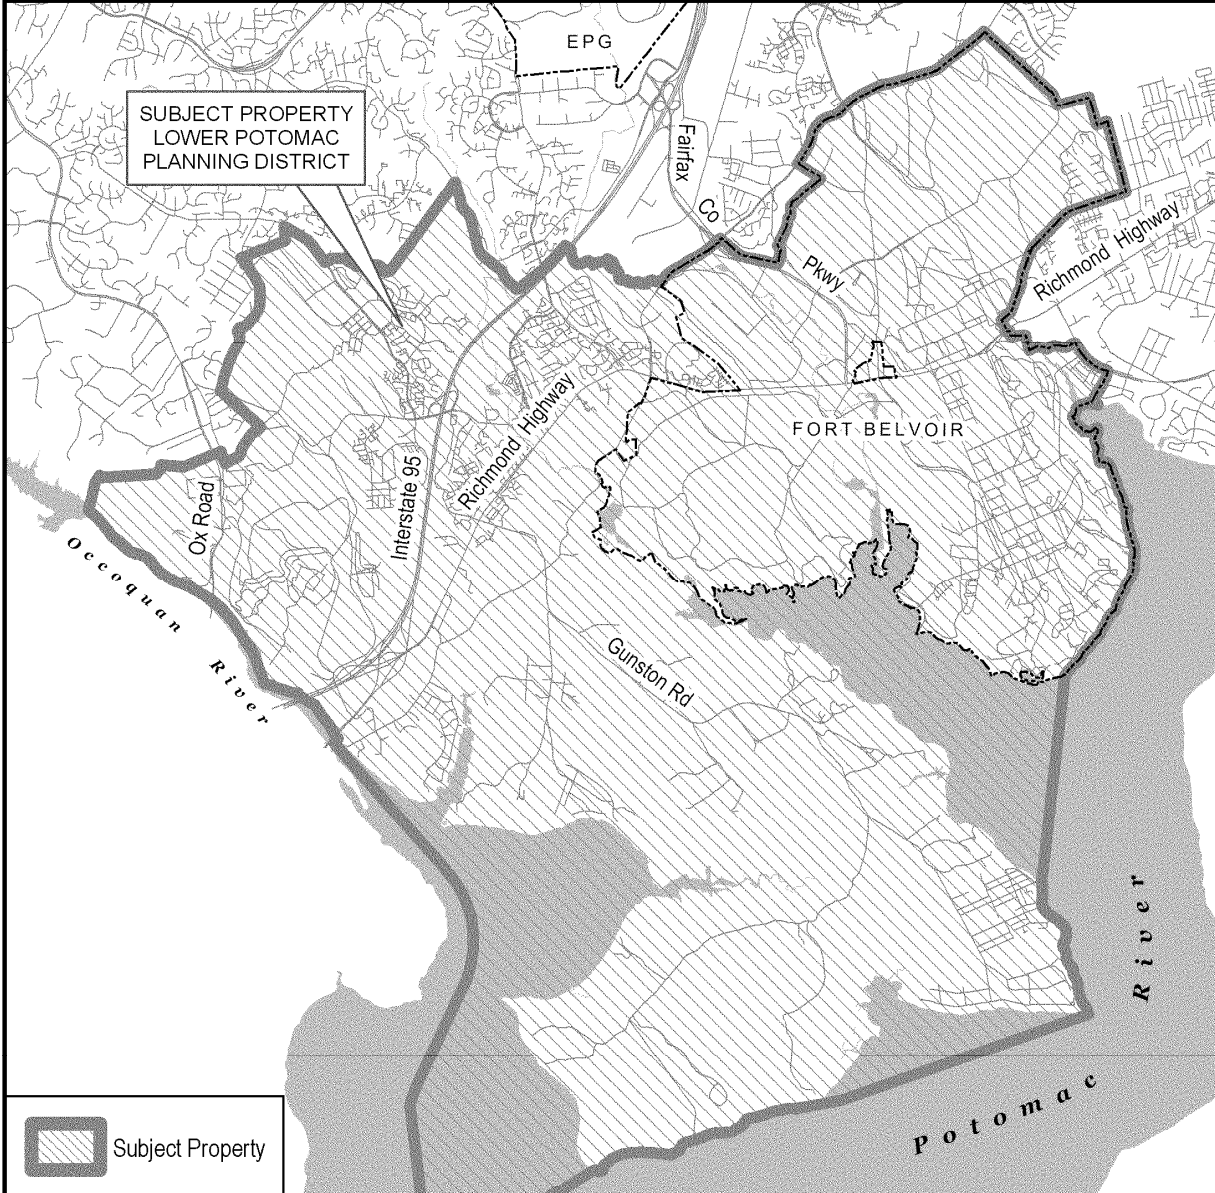 EPG
SUBJECT PROPERTY
LOWER POTOMAC
PLANNING DISTRICT
Fairfax
Co
Pkwy
Richmond Highway
FORT BELVOIR
Richmond Highway
Interstate 95
Ox Road
Occoquan
River
Gunston Rd
River
Potomac
Subject Property